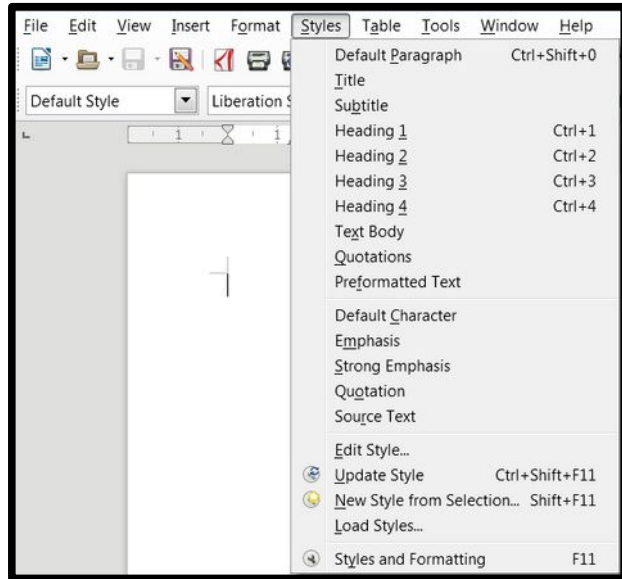 File Edit View Insert Format Styles Table Tools Window Help
Default Style
Liberation S
1 1
Default Paragraph Ctrl+Shift+0
Title
Subtitle
Heading 1 Ctrl+1
Heading 2 Ctrl+2
Heading 3 Ctrl+3
Heading 4 Ctrl+4
Text Body
Quotations
Preformatted Text
Default Character
Emphasis
Strong Emphasis
Quotation
Source Text
Edit Style...
Update Style Ctrl+Shift+F11
New Style from Selection... Shift+F11
Load Styles...
Styles and Formatting F11